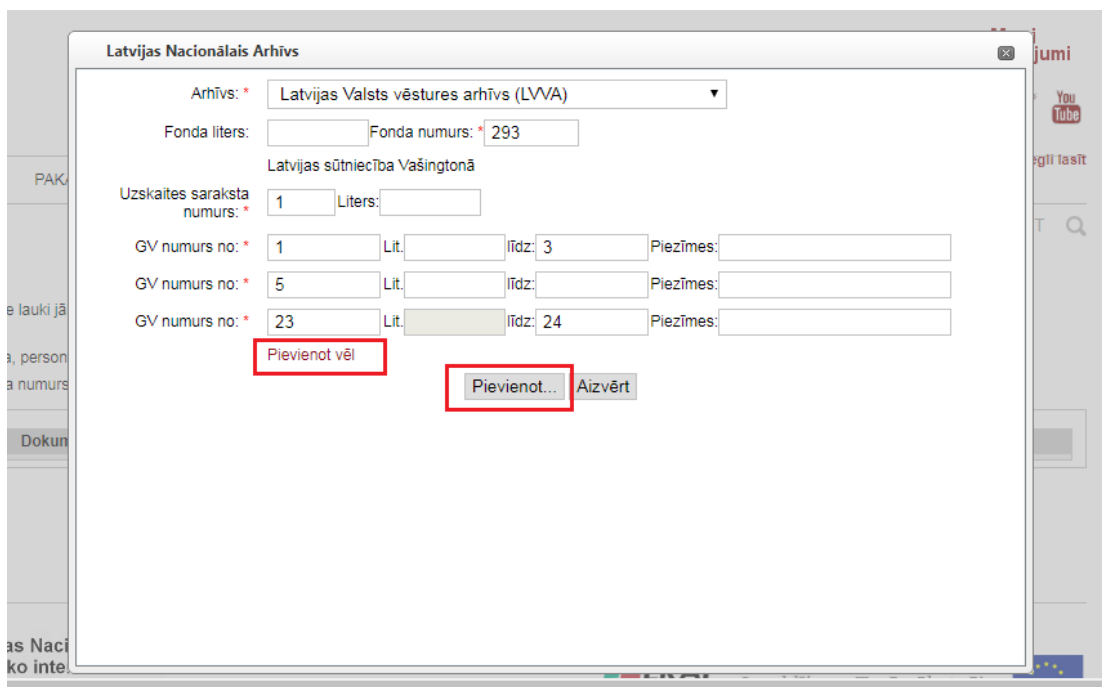 jumi
Latvijas Nacionālais Arhīvs
Arhīvs: * Latvijas Valsts vēstures arhīvs (LVVA)
You
Tube
Fonda liters: Fonda numurs: * 293
Latvijas sūtniecība Vašingtonā
lasīt
PAK
Uzskaites saraksta
numurs: * 1 Liters:
T
GV numurs no: * 1 Lit. līdz: 3 Piezīmes:
GV numurs no: * 5 Lit. līdz: Piezīmes:
e lauki jā
GV numurs no: * 23 Lit. līdz: 24 Piezīmes:
Pievienot vēl
a, person
a numurs
Pievienot... Aizvērt
Dokum
as Naci
ko inte